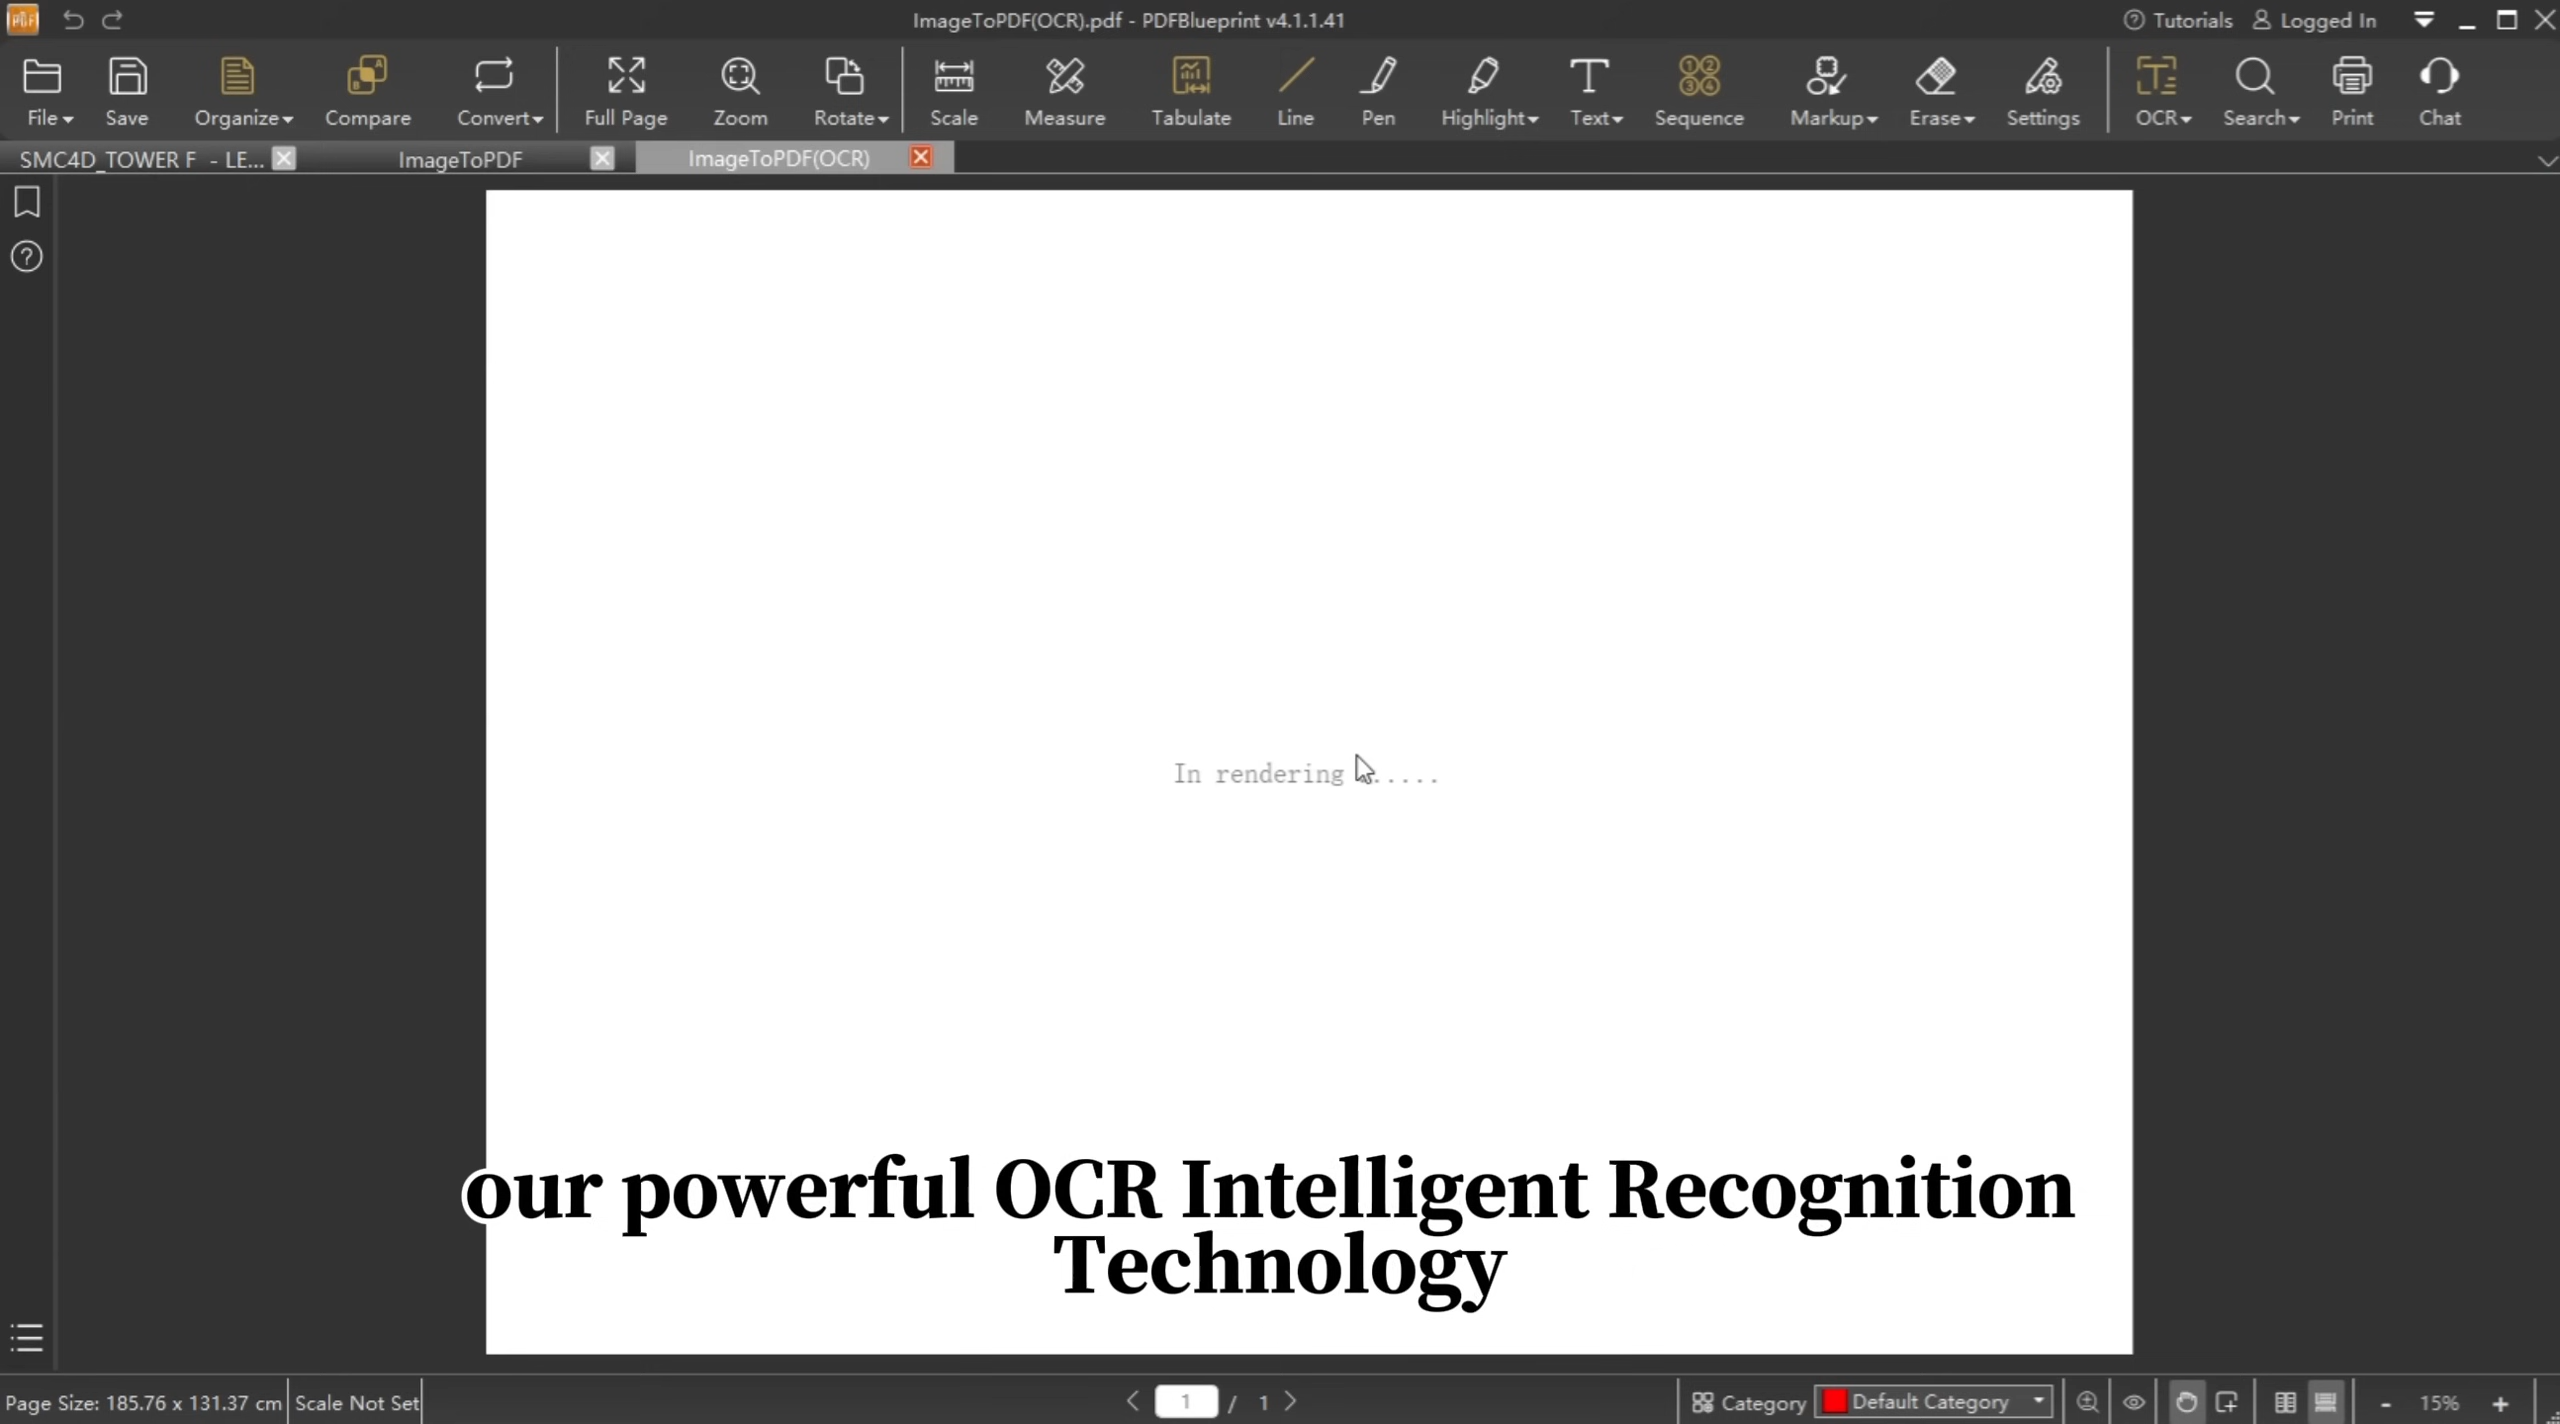 PDF
ImageToPDF(OCR).pdf - PDFBlueprint v4.1.1.41
Tutorials Logged In
File Save Organize Compare Convert Full Page Zoom Rotate Scale Measure Tabulate Line Pen Highlight Text Sequence Markup Erase Settings OCR Search Print Chat
SMC4D_TOWER F - LE... ImageToPDF ImageToPDF(OCR)
In rendering ......
our powerful OCR Intelligent Recognition
Technology
Page Size: 185.76 x 131.37 cm Scale Not Set 1 / 1 Category Default Category - 15% +